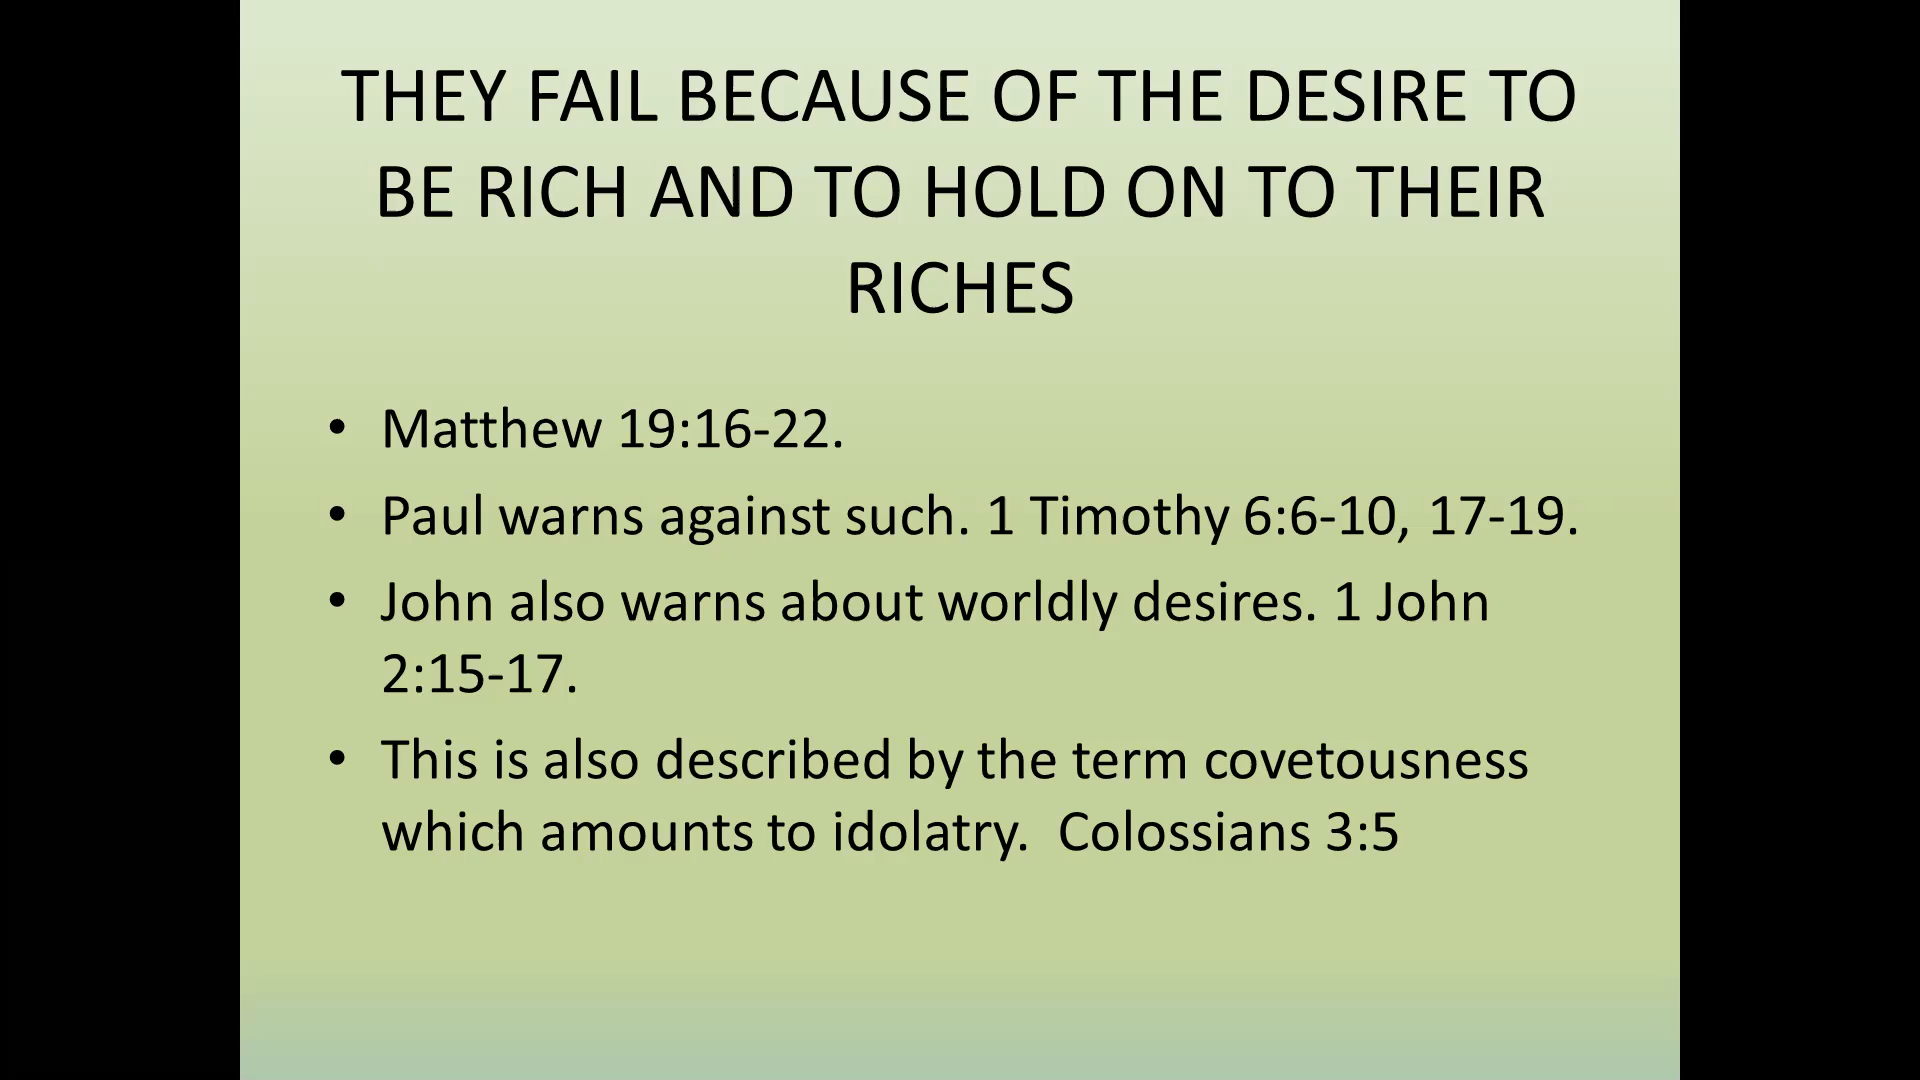 THEY FAIL BECAUSE OF THE DESIRE TO
BE RICH AND TO HOLD ON TO THEIR
RICHES
• Matthew 19:16-22.
• Paul warns against such. 1 Timothy 6:6-10, 17-19.
• John also warns about worldly desires. 1 John
2:15-17.
• This is also described by the term covetousness
which amounts to idolatry.  Colossians 3:5